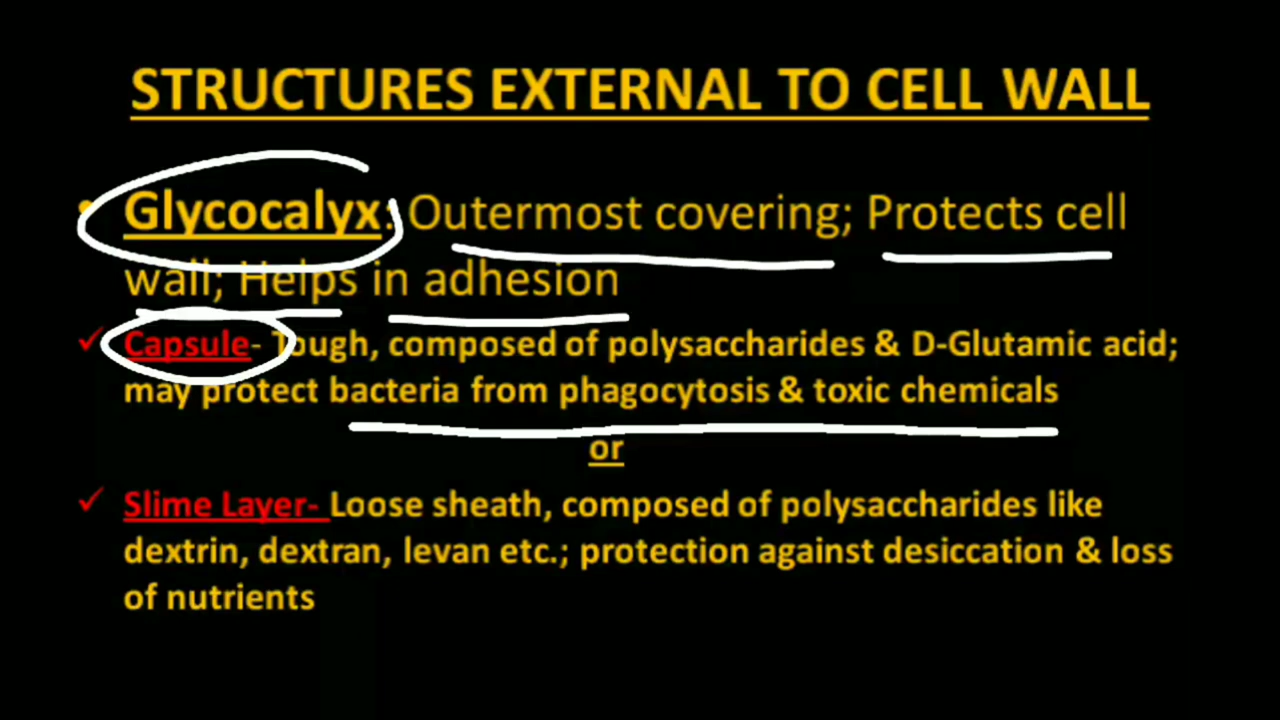 STRUCTURES EXTERNAL TO CELL WALL
• Glycocalyx: Outermost covering; Protects cell
wall; Helps in adhesion
✓ Capsule- Tough, composed of polysaccharides & D-Glutamic acid;
may protect bacteria from phagocytosis & toxic chemicals
or
✓ Slime Layer- Loose sheath, composed of polysaccharides like
dextrin, dextran, levan etc.; protection against desiccation & loss
of nutrients